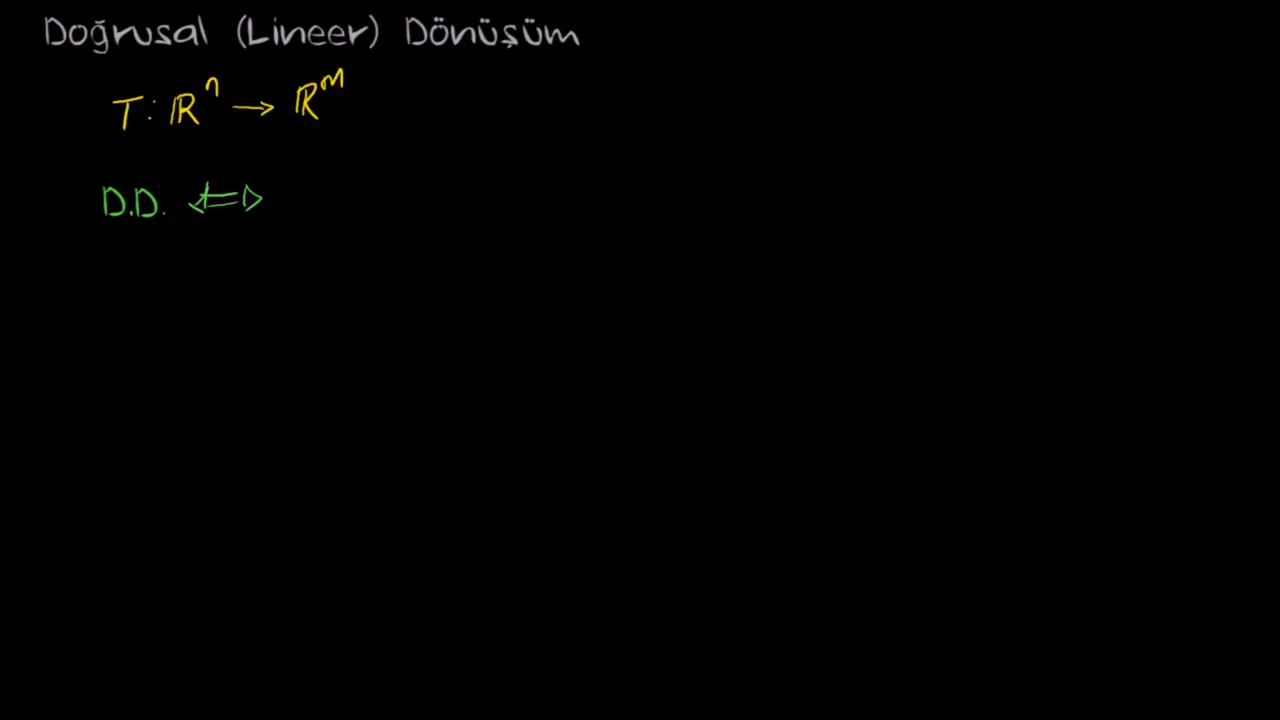 Doğrusal (Lineer) Dönüşüm
T: ℝⁿ → ℝᵐ
D.D. ⇔